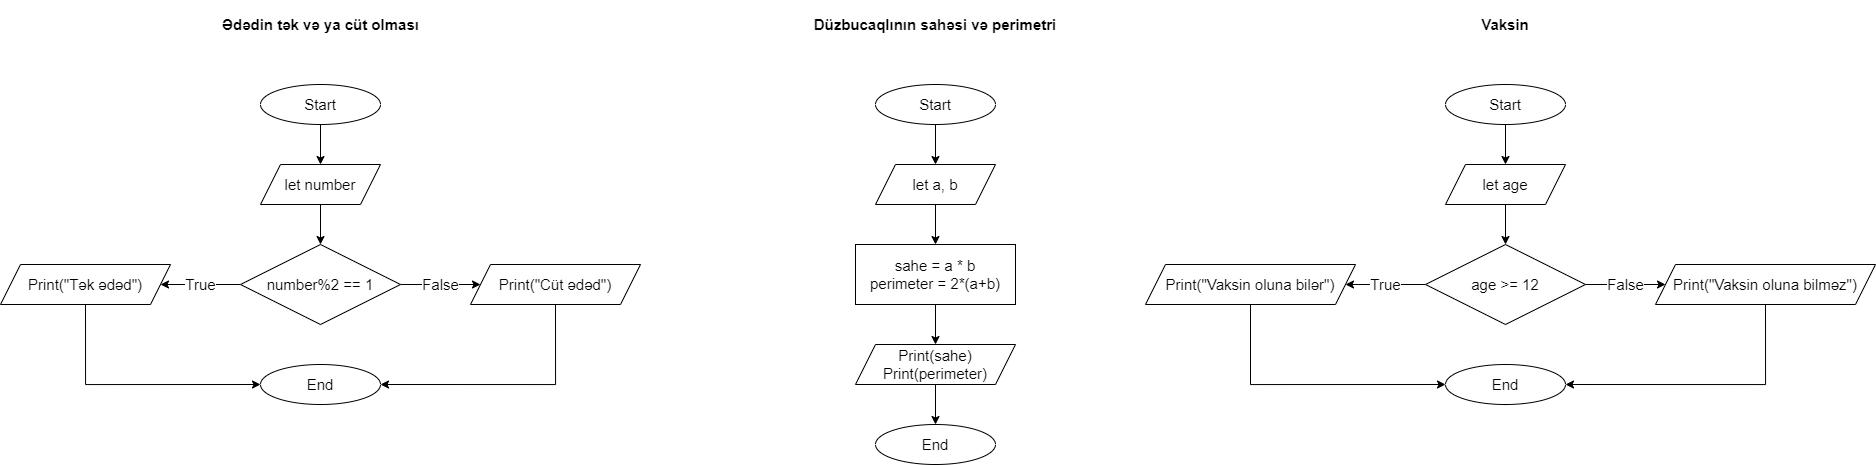 Ədədin tək və ya cüt olması
Start
let number
number%2 == 1
True
False
Print("Tək ədəd")
Print("Cüt ədəd")
End
Düzbucaqlının sahəsi və perimetri
Start
let a, b
sahe = a * b
perimeter = 2*(a+b)
Print(sahe)
Print(perimeter)
End
Vaksin
Start
let age
age >= 12
True
False
Print("Vaksin oluna bilər")
Print("Vaksin oluna bilməz")
End